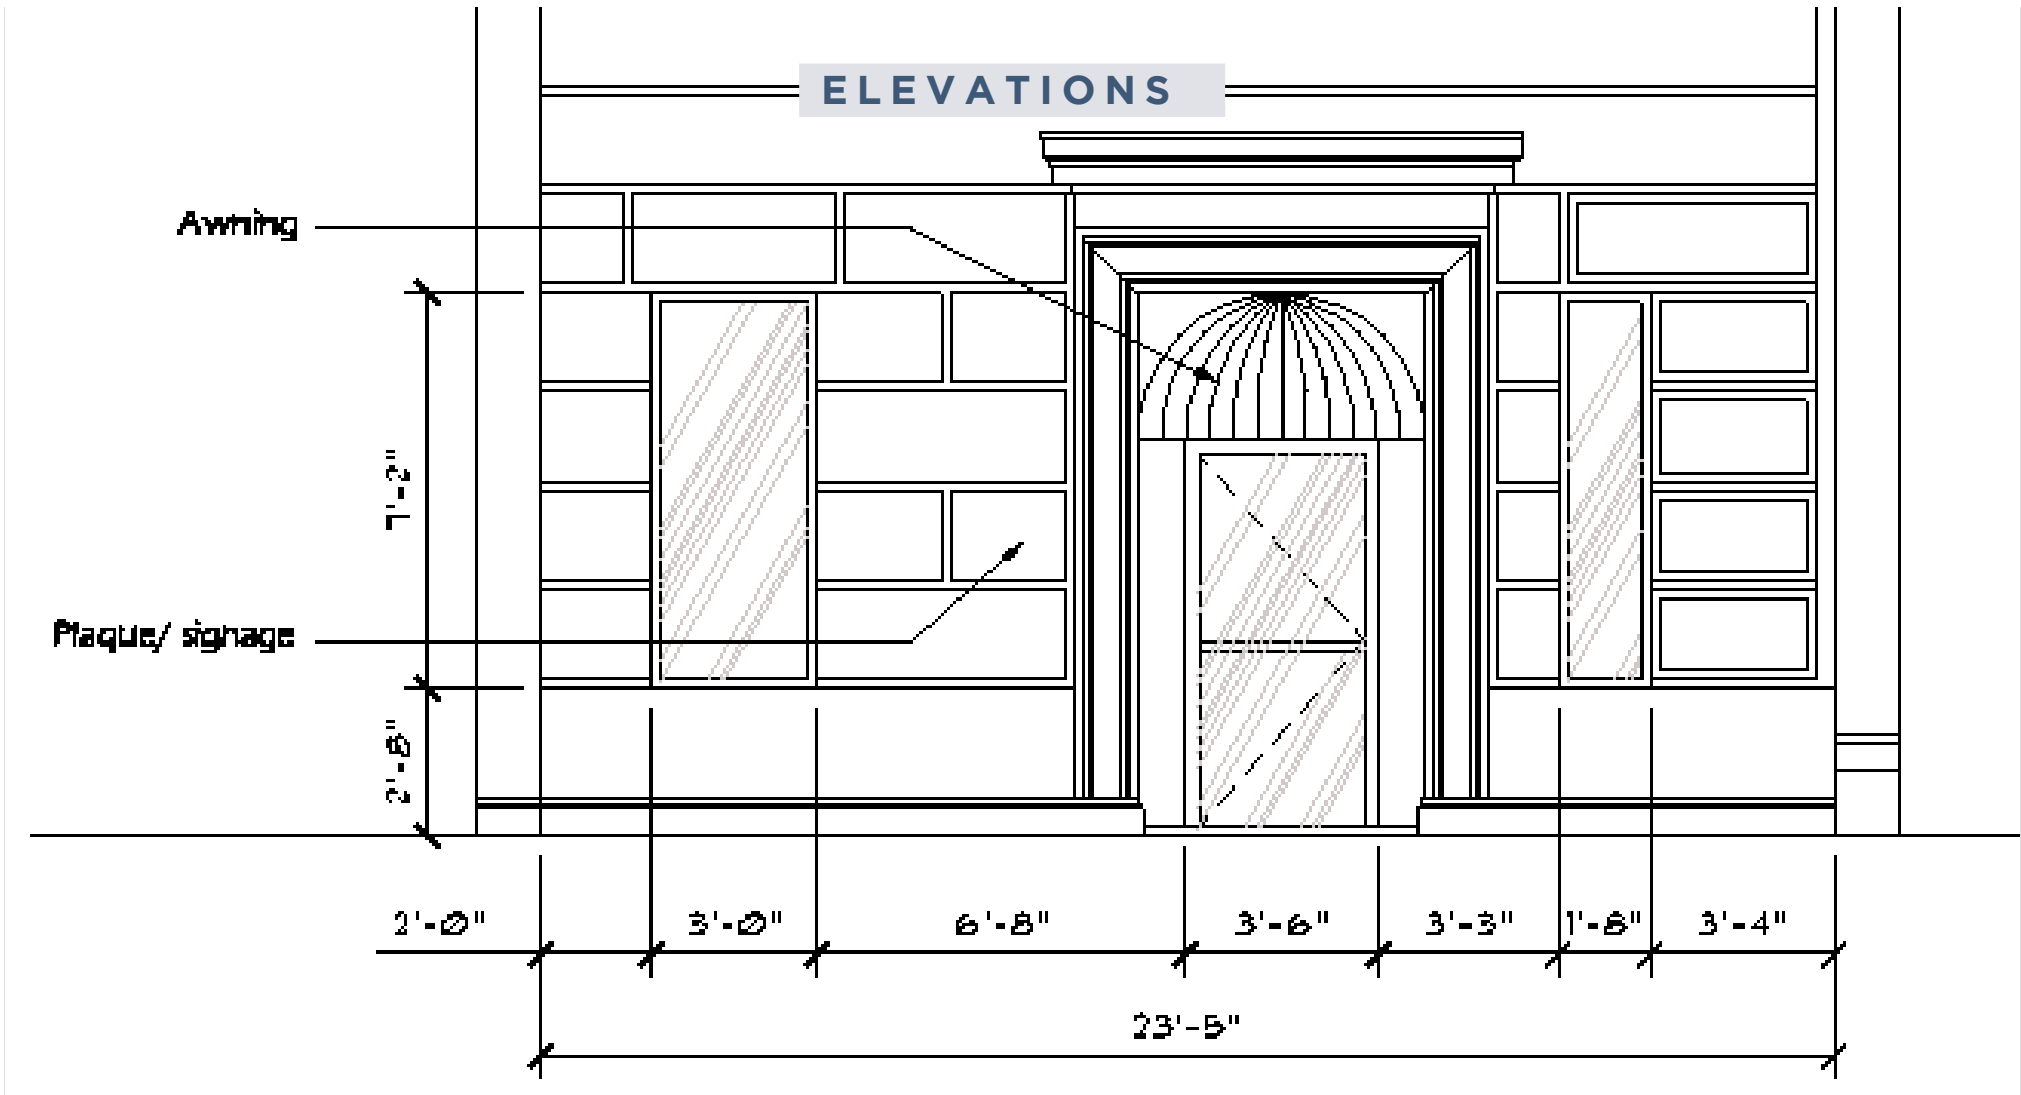 ELEVATIONS
Awning
7'-2"
Plaque/ signage
2'-8"
2'-0" 3'-0" 6'-8" 3'-6" 3'-3" 1'-8" 3'-4"
23'-5"